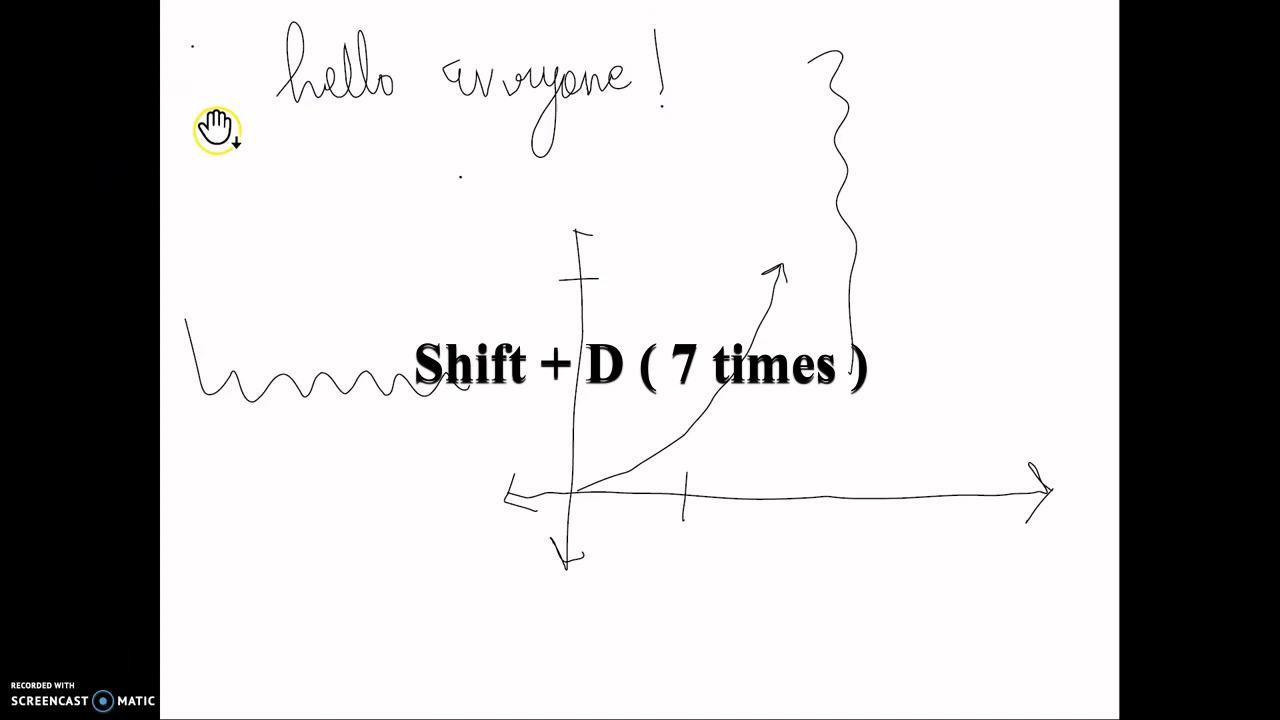 hello everyone!
Shift + D ( 7 times )
RECORDED WITH
SCREENCAST MATIC